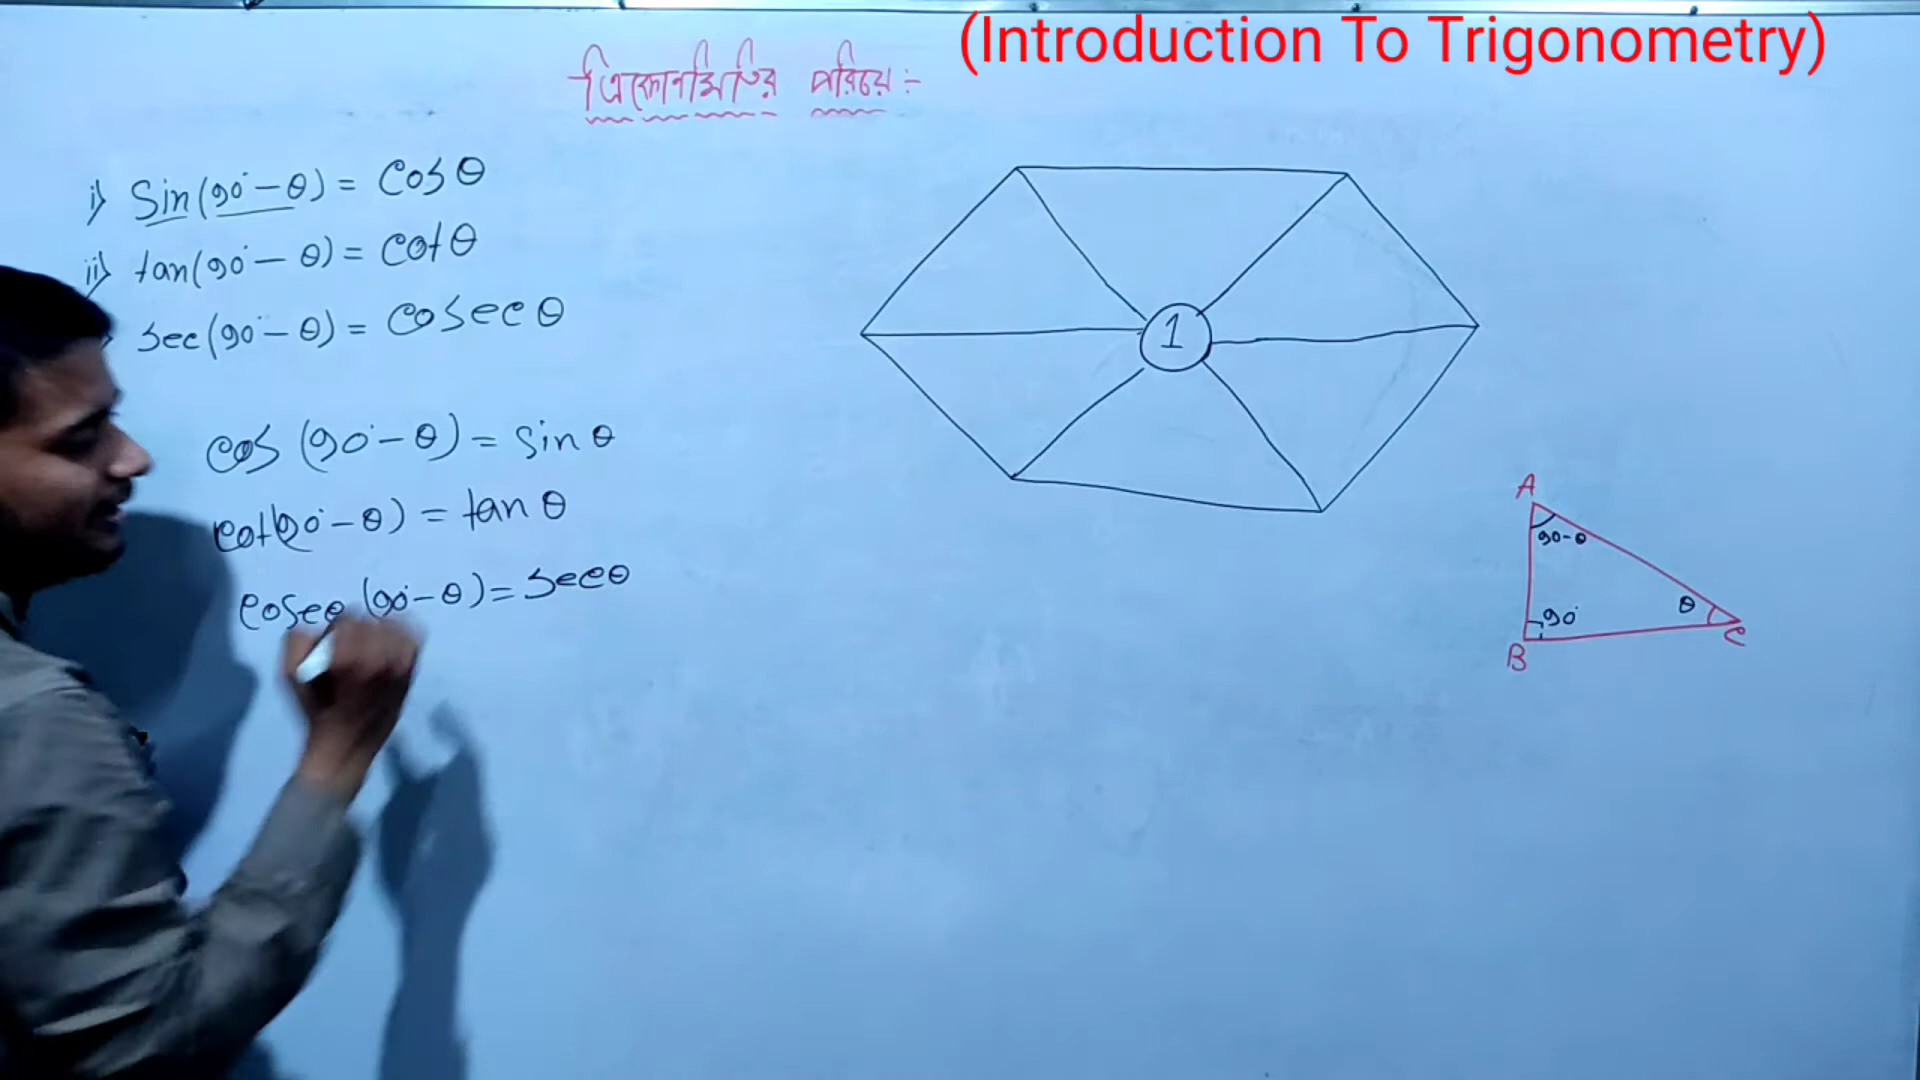 (Introduction To Trigonometry)
ত্রিকোনমিতির পরিচয় :-
i) Sin(90° - θ) = Cosθ
ii) tan(90° - θ) = Cotθ
sec(90° - θ) = Cosecθ
cos (90° - θ) = sinθ
cot(90° - θ) = tanθ
cosec (90° - θ) = secθ
1
A
90-θ
θ
90°
C
B